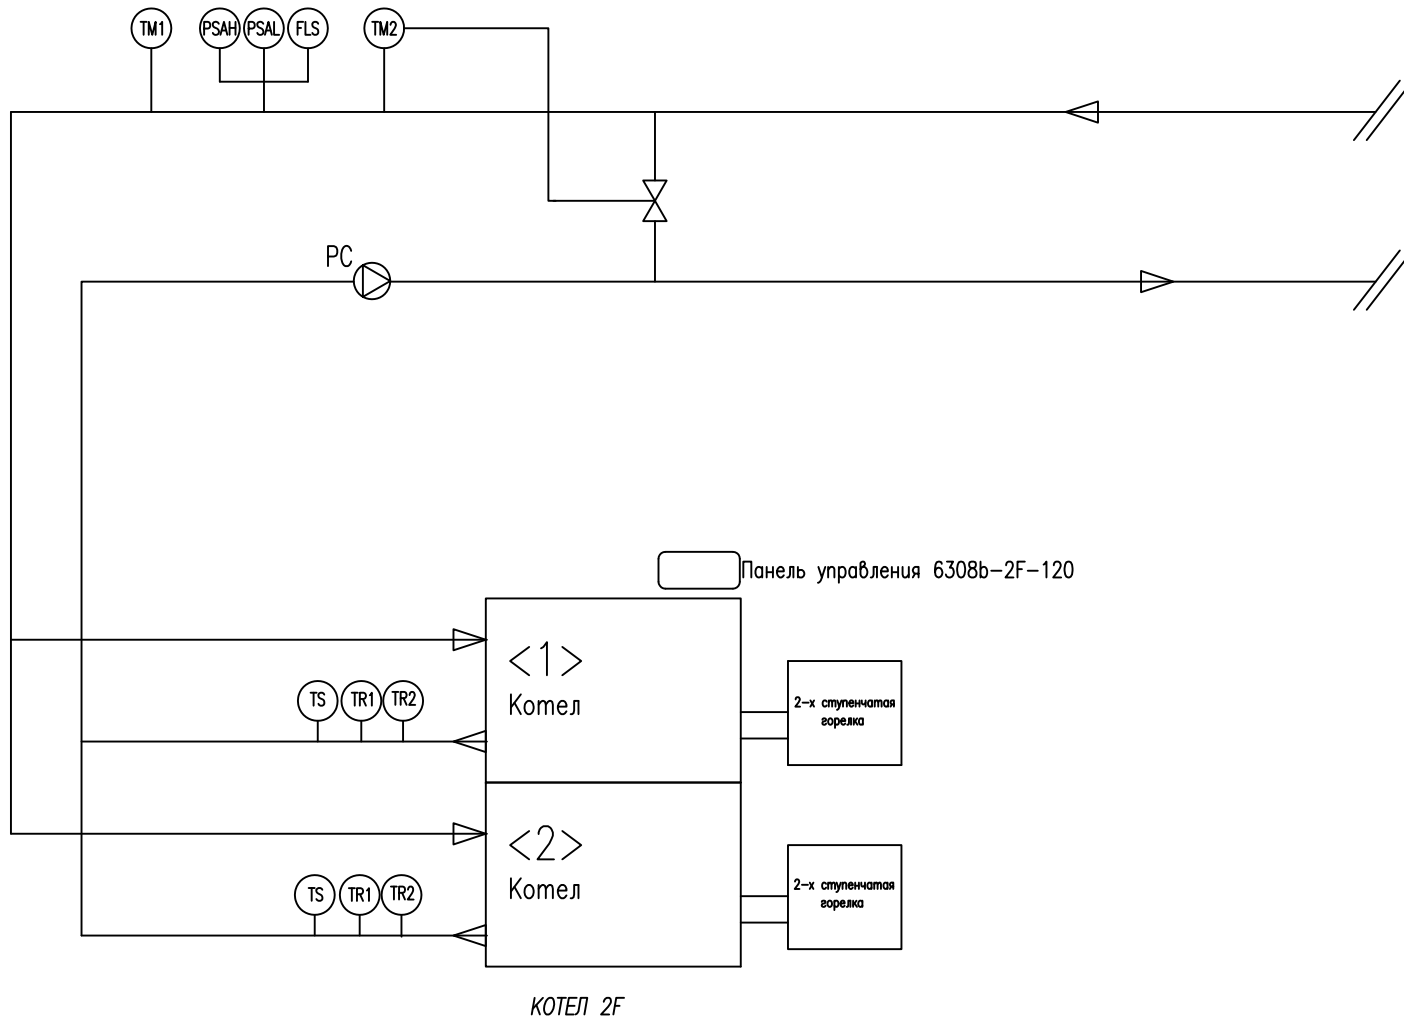 TM1
PSAH
PSAL
FLS
TM2
PC
Панель управления 6308b-2F-120
<1>
Котел
TS
TR1
TR2
2-х ступенчатая
горелка
<2>
Котел
TS
TR1
TR2
2-х ступенчатая
горелка
КОТЕЛ 2F